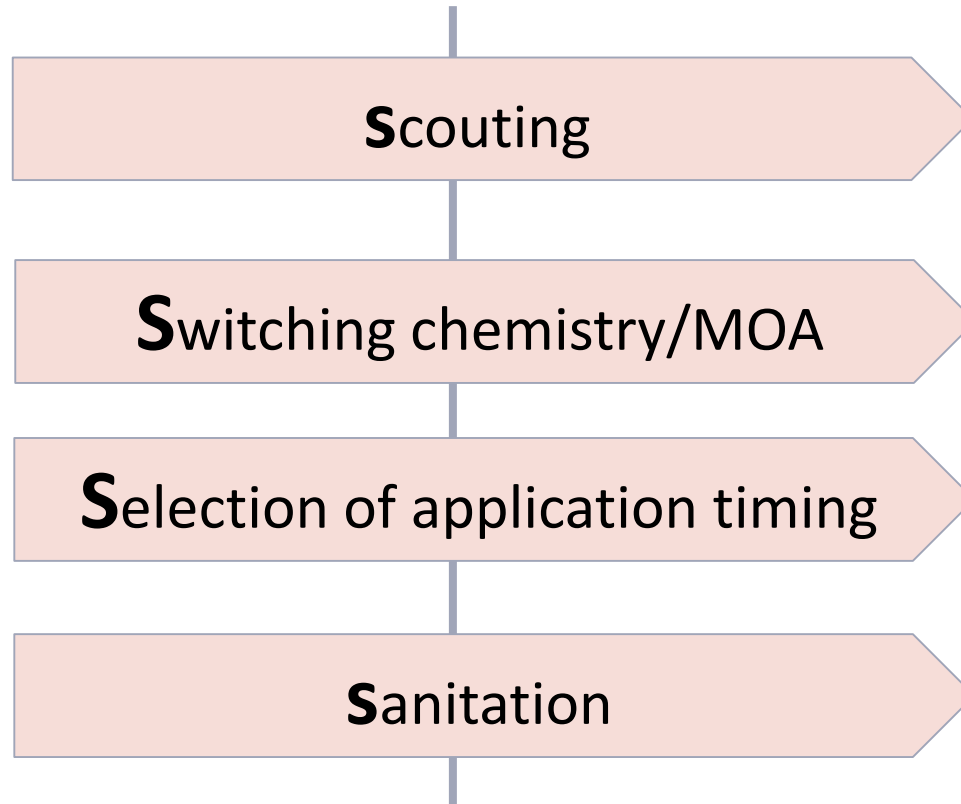 scouting
Switching chemistry/MOA
Selection of application timing
sanitation